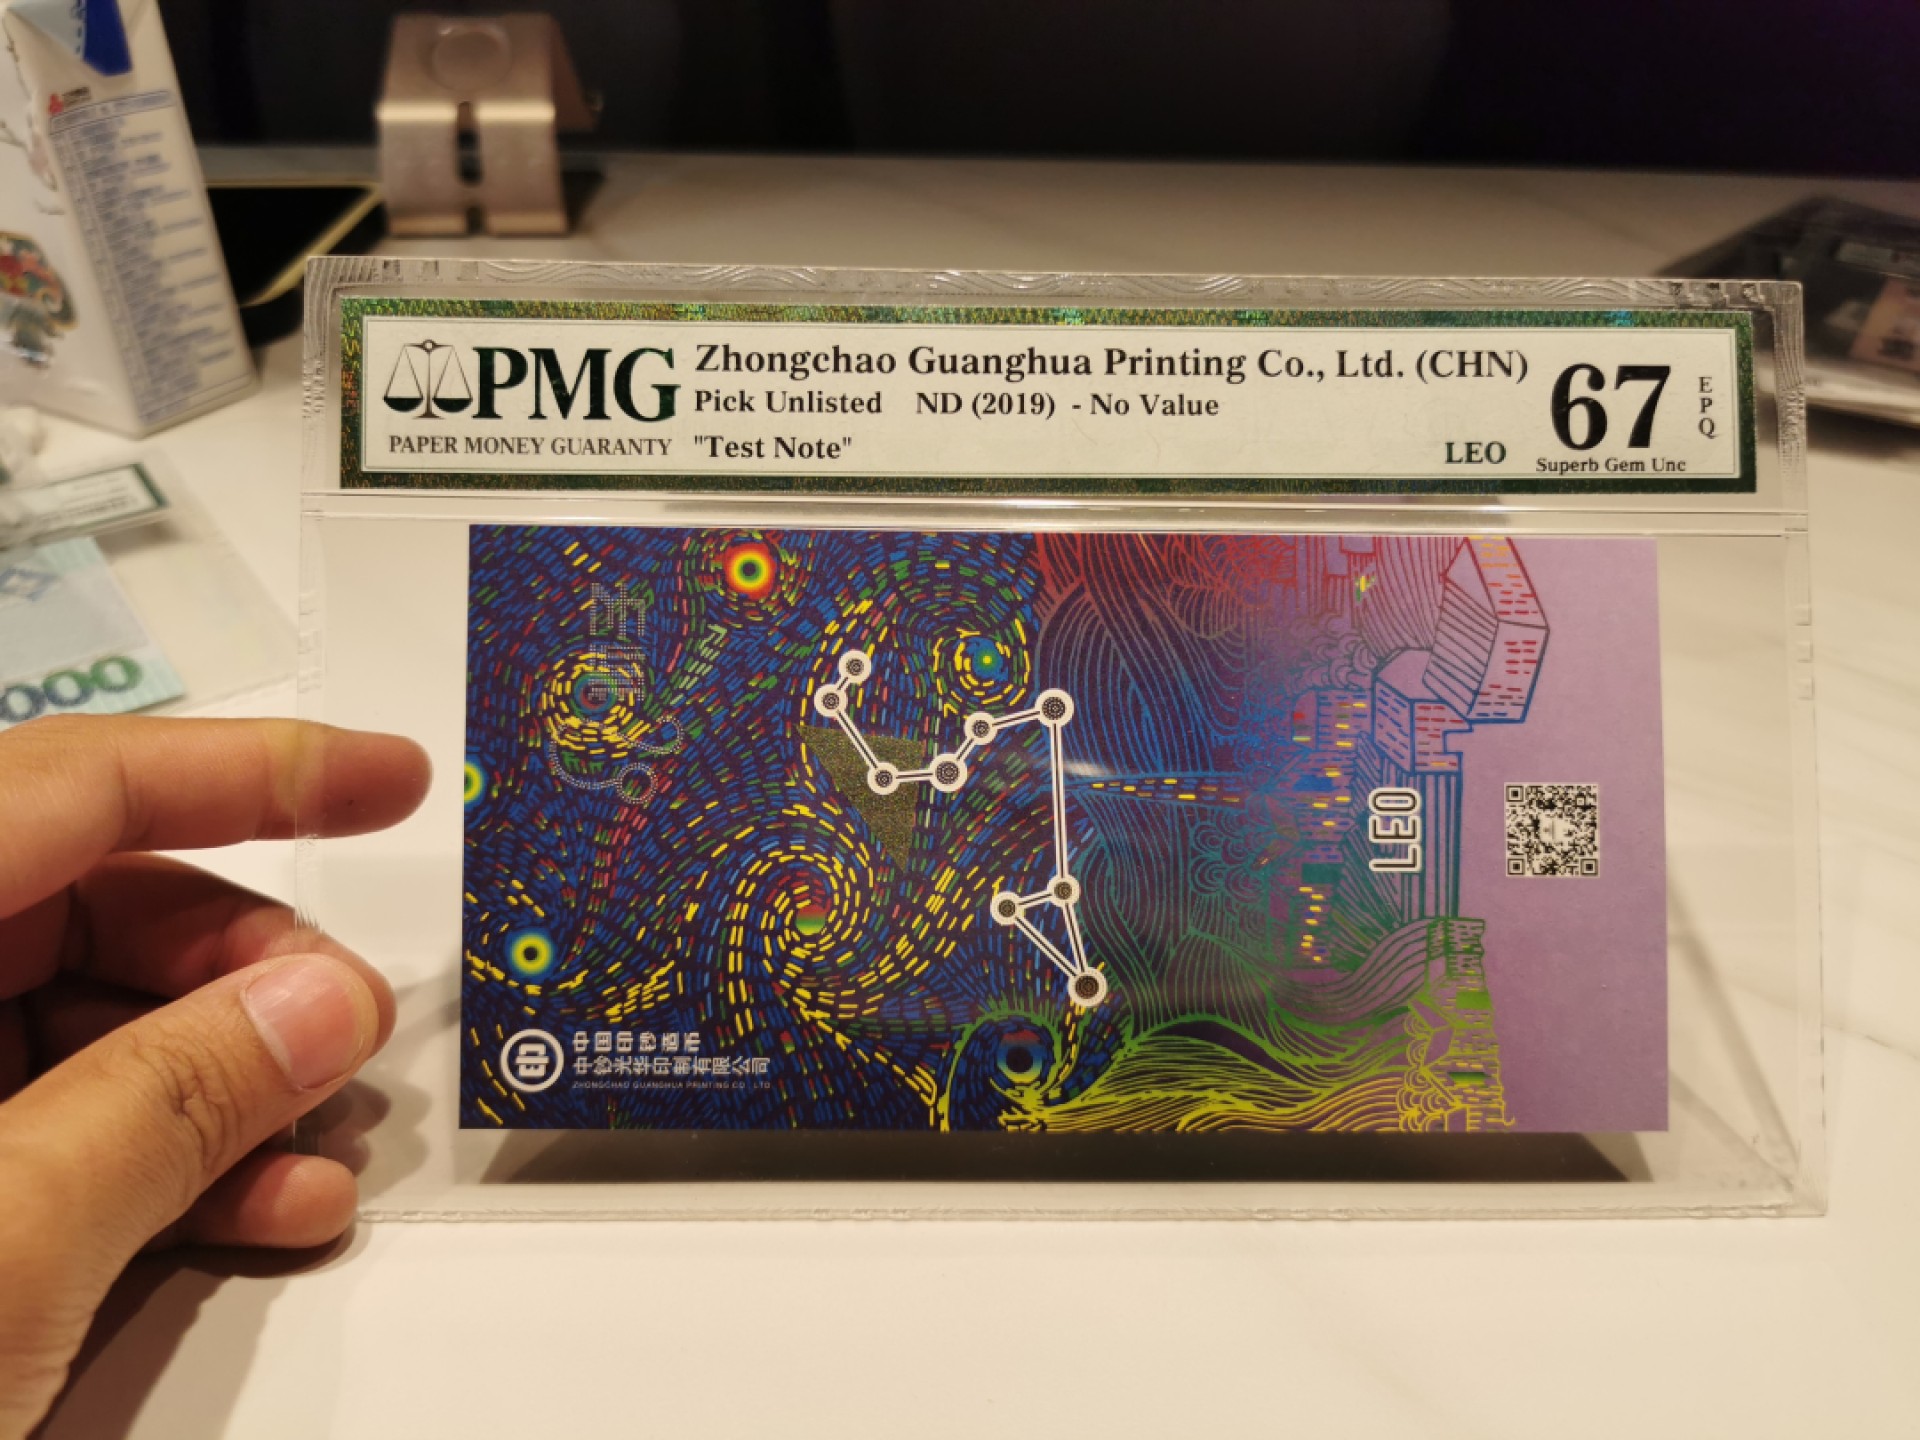 PMG
PAPER MONEY GUARANTY
Zhongchao Guanghua Printing Co., Ltd. (CHN)
Pick Unlisted ND (2019) - No Value
"Test Note"
LEO
67
EPQ
Superb Gem Unc
LEO
中国印钞造币
中钞光华印制有限公司
ZHONGCHAO GUANGHUA PRINTING CO., LTD
000